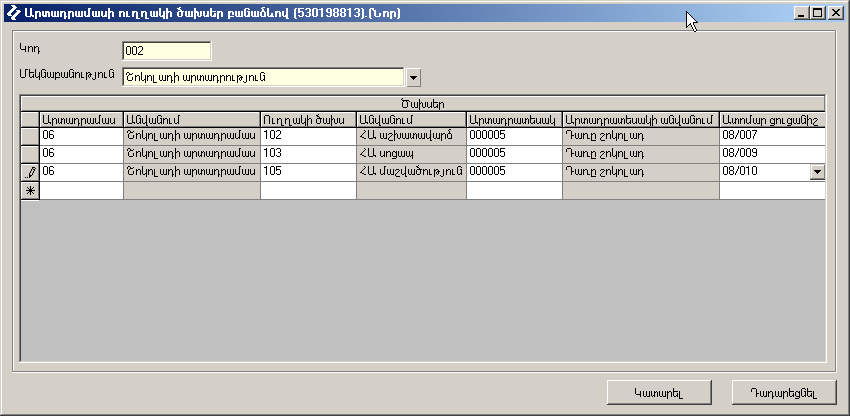 Արտադրամասի ուղղակի ծախսեր բանաձևով (530198813).(Նոր)
Կոդ 002
Մեկնաբանություն Շոկոլադի արտադրություն
Ծախսեր
Արտադրամաս Անվանում Ուղղակի ծախս Անվանում Արտադրատեսակ Արտադրատեսակի անվանում Ատոմար ցուցանիշ
06 Շոկոլադի արտադրամաս 102 ՀԱ աշխատավարձ 000005 Դառը շոկոլադ 08/007
06 Շոկոլադի արտադրամաս 103 ՀԱ սոցապ 000005 Դառը շոկոլադ 08/009
06 Շոկոլադի արտադրամաս 105 ՀԱ մաշվածություն 000005 Դառը շոկոլադ 08/010
Կատարել Դադարեցնել